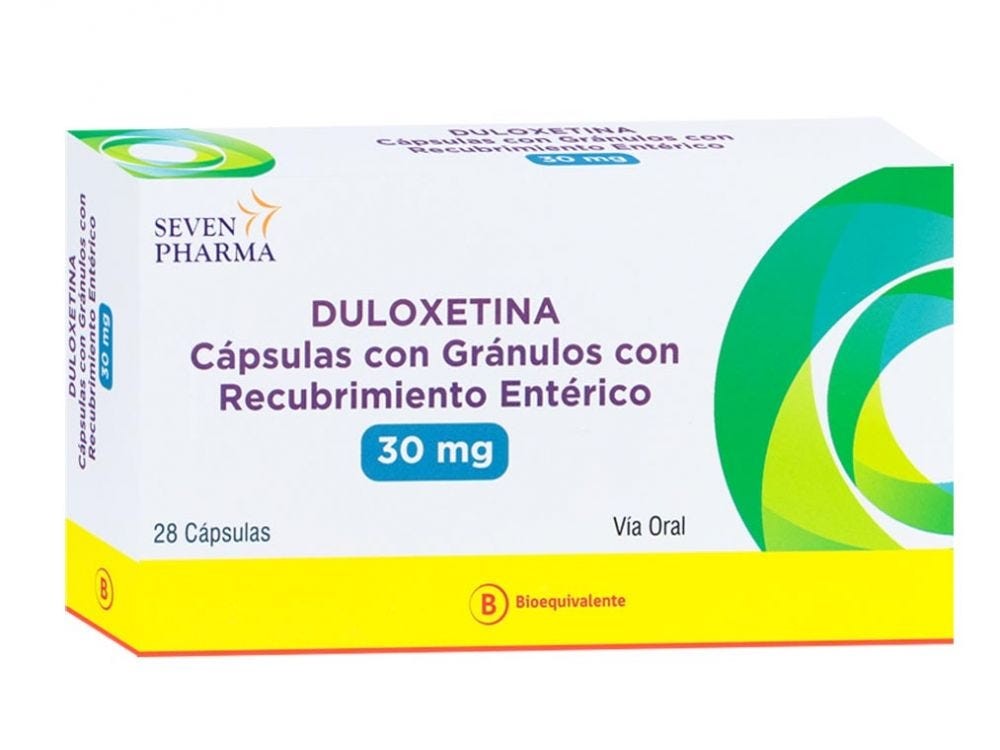 DULOXETINA
Cápsulas con Gránulos con
Recubrimiento Entérico
30 mg
SEVEN
PHARMA
DULOXETINA
Cápsulas con Gránulos con
Recubrimiento Entérico
30 mg
28 Cápsulas
Vía Oral
B Bioequivalente
DULOXETINA
Cápsulas con Gránulos con
Recubrimiento Entérico
30 mg
B